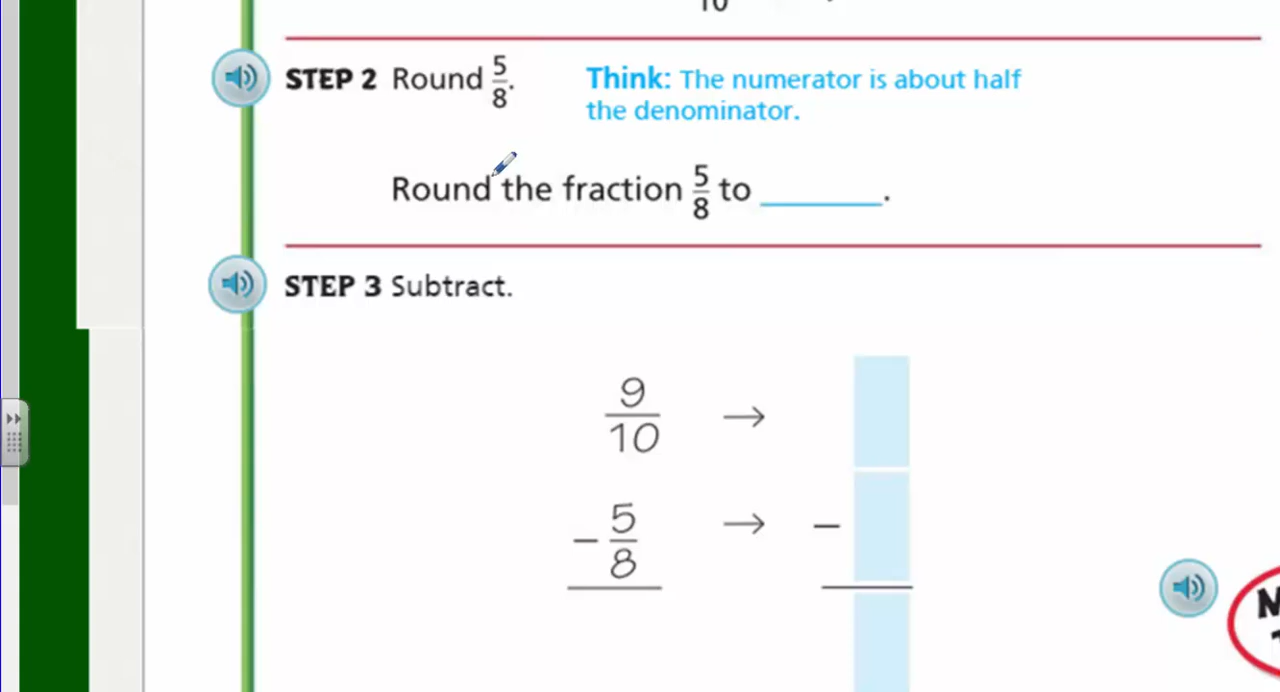 10
STEP 2 Round 5/8. Think: The numerator is about half
the denominator.
Round the fraction 5/8 to ______.
STEP 3 Subtract.
9/10 →
- 5/8 → -